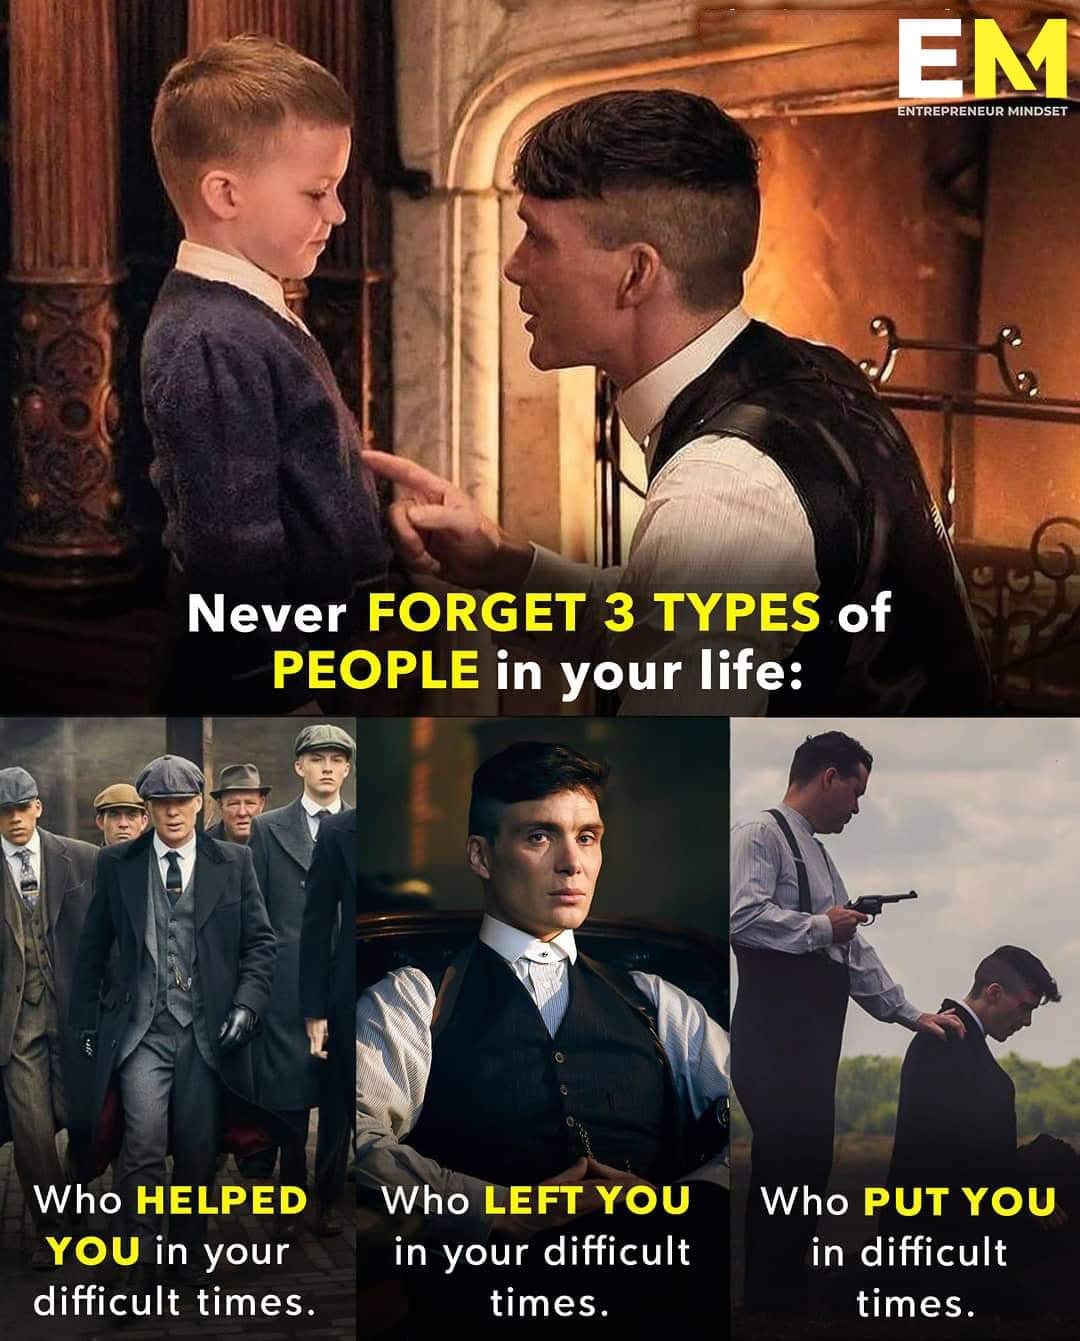 EM
ENTREPRENEUR MINDSET
Never FORGET 3 TYPES of
PEOPLE in your life:
Who HELPED
YOU in your
difficult times.
Who LEFT YOU
in your difficult
times.
Who PUT YOU
in difficult
times.